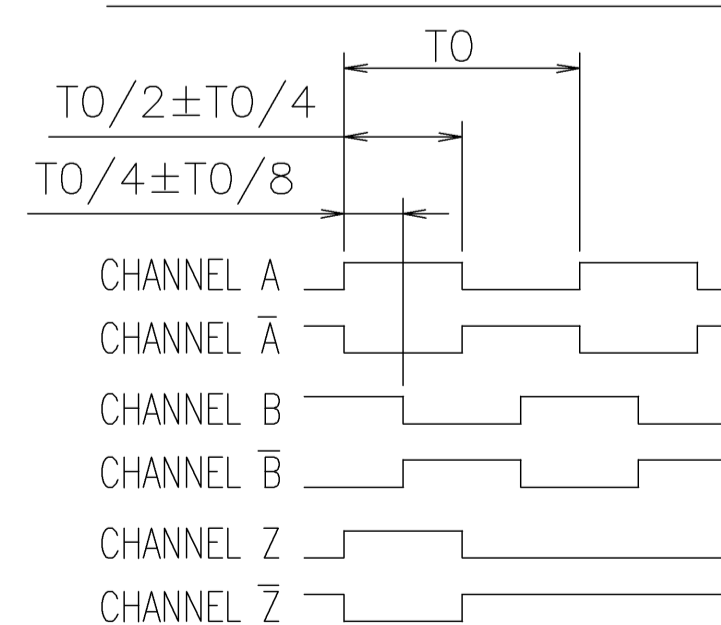 TO
TO/2±TO/4
TO/4±TO/8
CHANNEL A
CHANNEL A̅
CHANNEL B
CHANNEL B̅
CHANNEL Z
CHANNEL Z̅